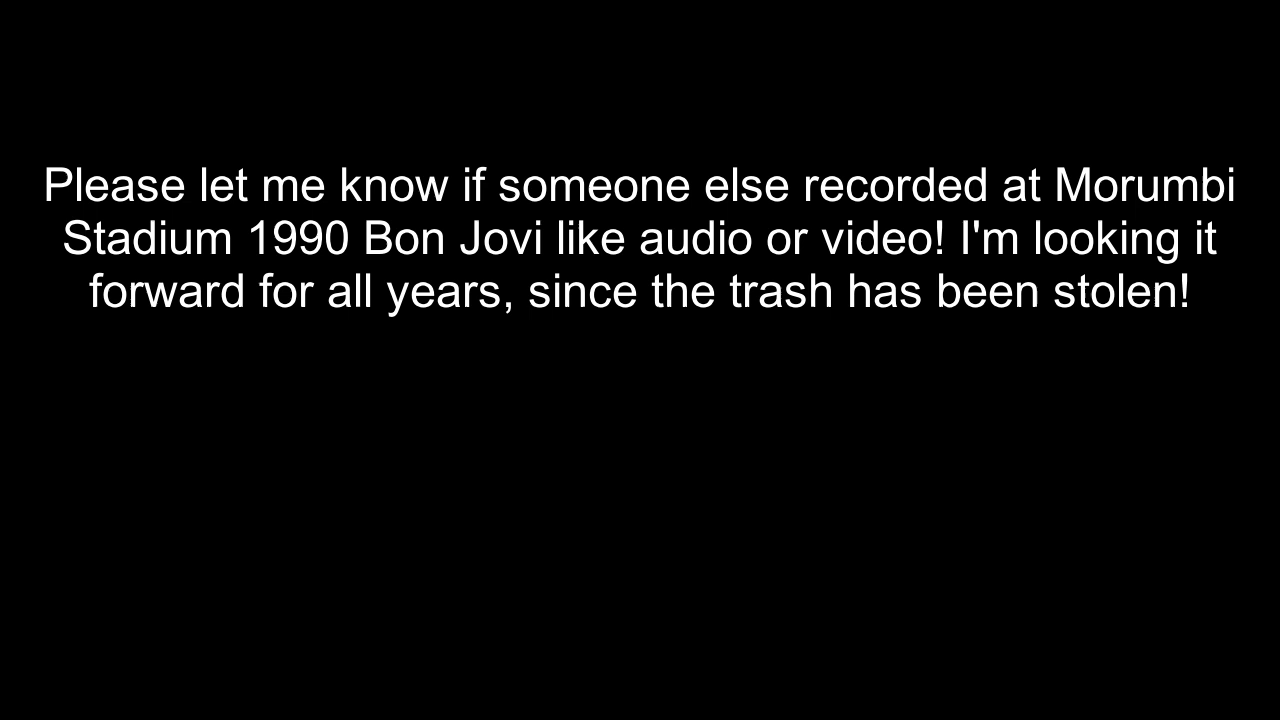 Please let me know if someone else recorded at Morumbi
Stadium 1990 Bon Jovi like audio or video! I'm looking it
forward for all years, since the trash has been stolen!